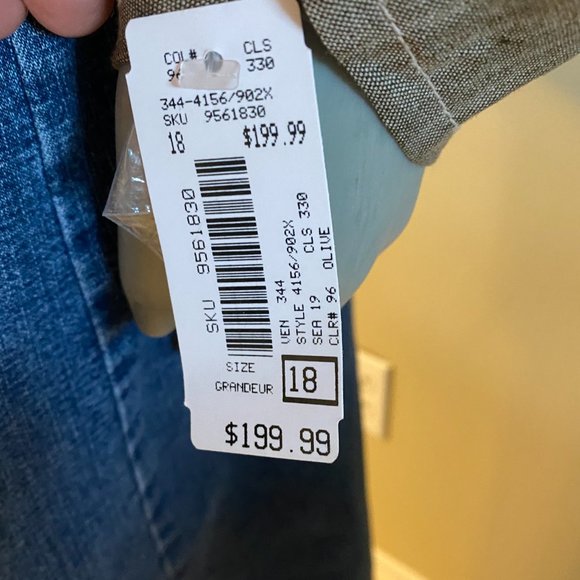 COL# CLS
96 330
344-4156/902X
SKU 9561830
18 $199.99
SKU 9561830
VEN 344
STYLE 4156/902X
SEA 19 CLS 330
CLR# 96 OLIVE
SIZE
GRANDEUR 18
$199.99